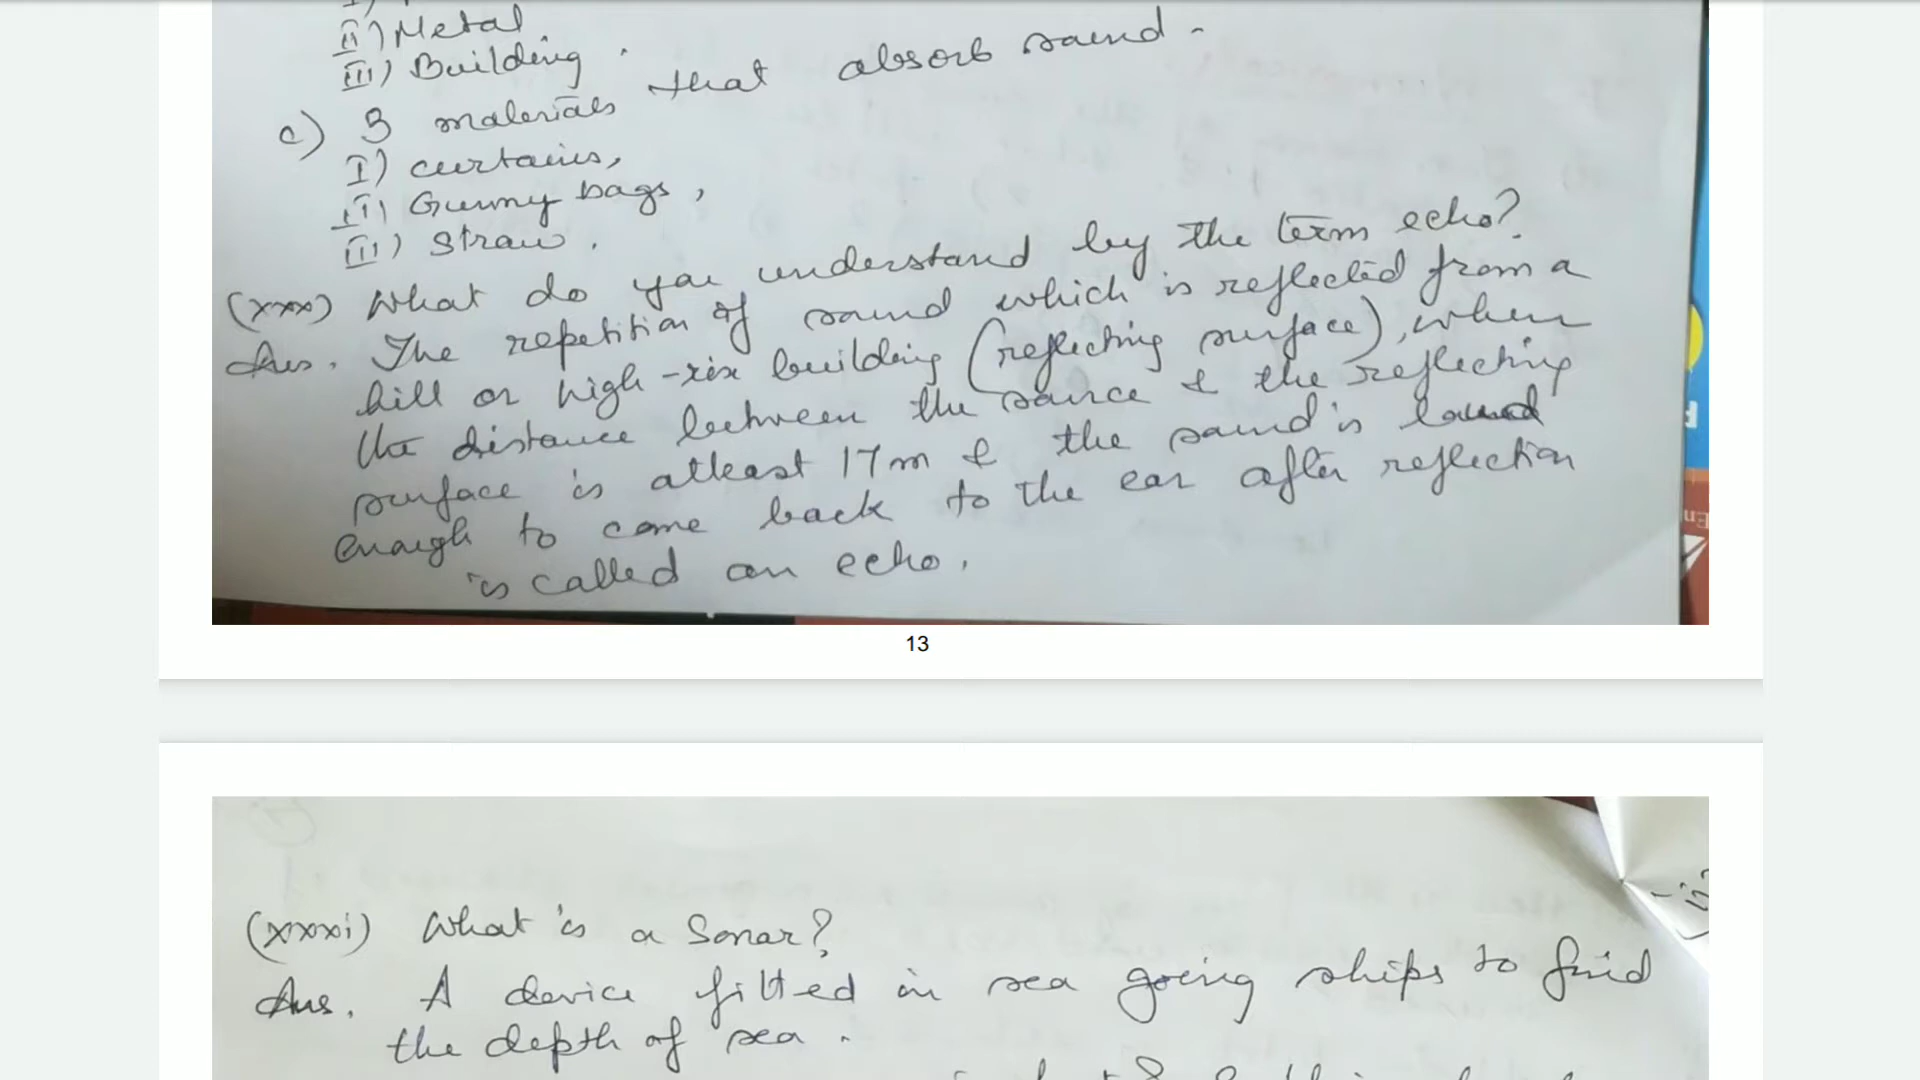 II) Metal
III) Building.
c) 3 materials that absorb sound.
I) curtains,
II) Gunny bags,
III) Straw.
(xxx) What do you understand by the term echo?
Ans. The repetition of sound which is reflected from a
hill or high-rise building (reflecting surface), when
the distance between the source & the reflecting
surface is atleast 17m & the sound is loud
enough to come back to the ear after reflection
is called an echo.
13
(xxxi) What is a Sonar?
Ans. A device fitted in sea going ships to find
the depth of sea.